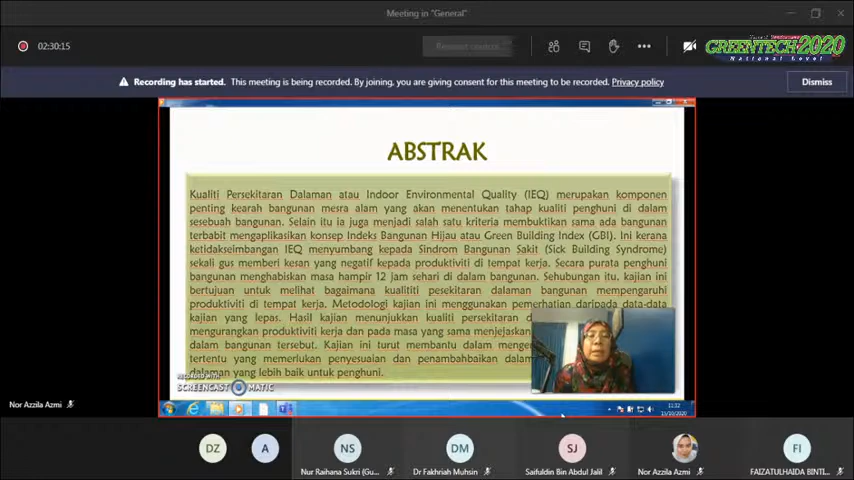 Meeting in "General"
02:30:15
GREENTECH2020
National Level
Recording has started. This meeting is being recorded. By joining, you are giving consent for this meeting to be recorded. Privacy policy
Dismiss
ABSTRAK
Kualiti Persekitaran Dalaman atau Indoor Environmental Quality (IEQ) merupakan komponen
penting kearah bangunan mesra alam yang akan menentukan tahap kualiti penghuni di dalam
sesebuah bangunan. Selain itu ia juga menjadi salah satu kriteria membuktikan sama ada bangunan
terbabit mengaplikasikan konsep Indeks Bangunan Hijau atau Green Building Index (GBI). Ini kerana
ketidakseimbangan IEQ menyumbang kepada Sindrom Bangunan Sakit (Sick Building Syndrome)
sekali gus memberi kesan yang negatif kepada produktiviti di tempat kerja. Secara purata penghuni
bangunan menghabiskan masa hampir 12 jam sehari di dalam bangunan. Sehubungan itu, kajian ini
bertujuan untuk melihat bagaimana kualititi pesekitaran dalaman bangunan mempengaruhi
produktiviti di tempat kerja. Metodologi kajian ini menggunakan pemerhatian daripada data-data
kajian yang lepas. Hasil kajian menunjukkan kualiti persekitaran
mengurangkan produktiviti kerja dan pada masa yang sama menjejaskan
dalam bangunan tersebut. Kajian ini turut membantu dalam
tertentu yang memerlukan penyesuaian dan penambahbaikan
dalaman yang lebih baik untuk penghuni.
RECORDED WITH
SCREENCAST MATIC
11:32
15/10/2020
Nor Azzila Azmi
DZ
A
NS
DM
SJ
FI
Nur Raihana Sukri (Gu...
Dr Fakhriah Muhsin
Saifuldin Bin Abdul Jalil
Nor Azzila Azmi
FAIZATULHAIDA BINTI...